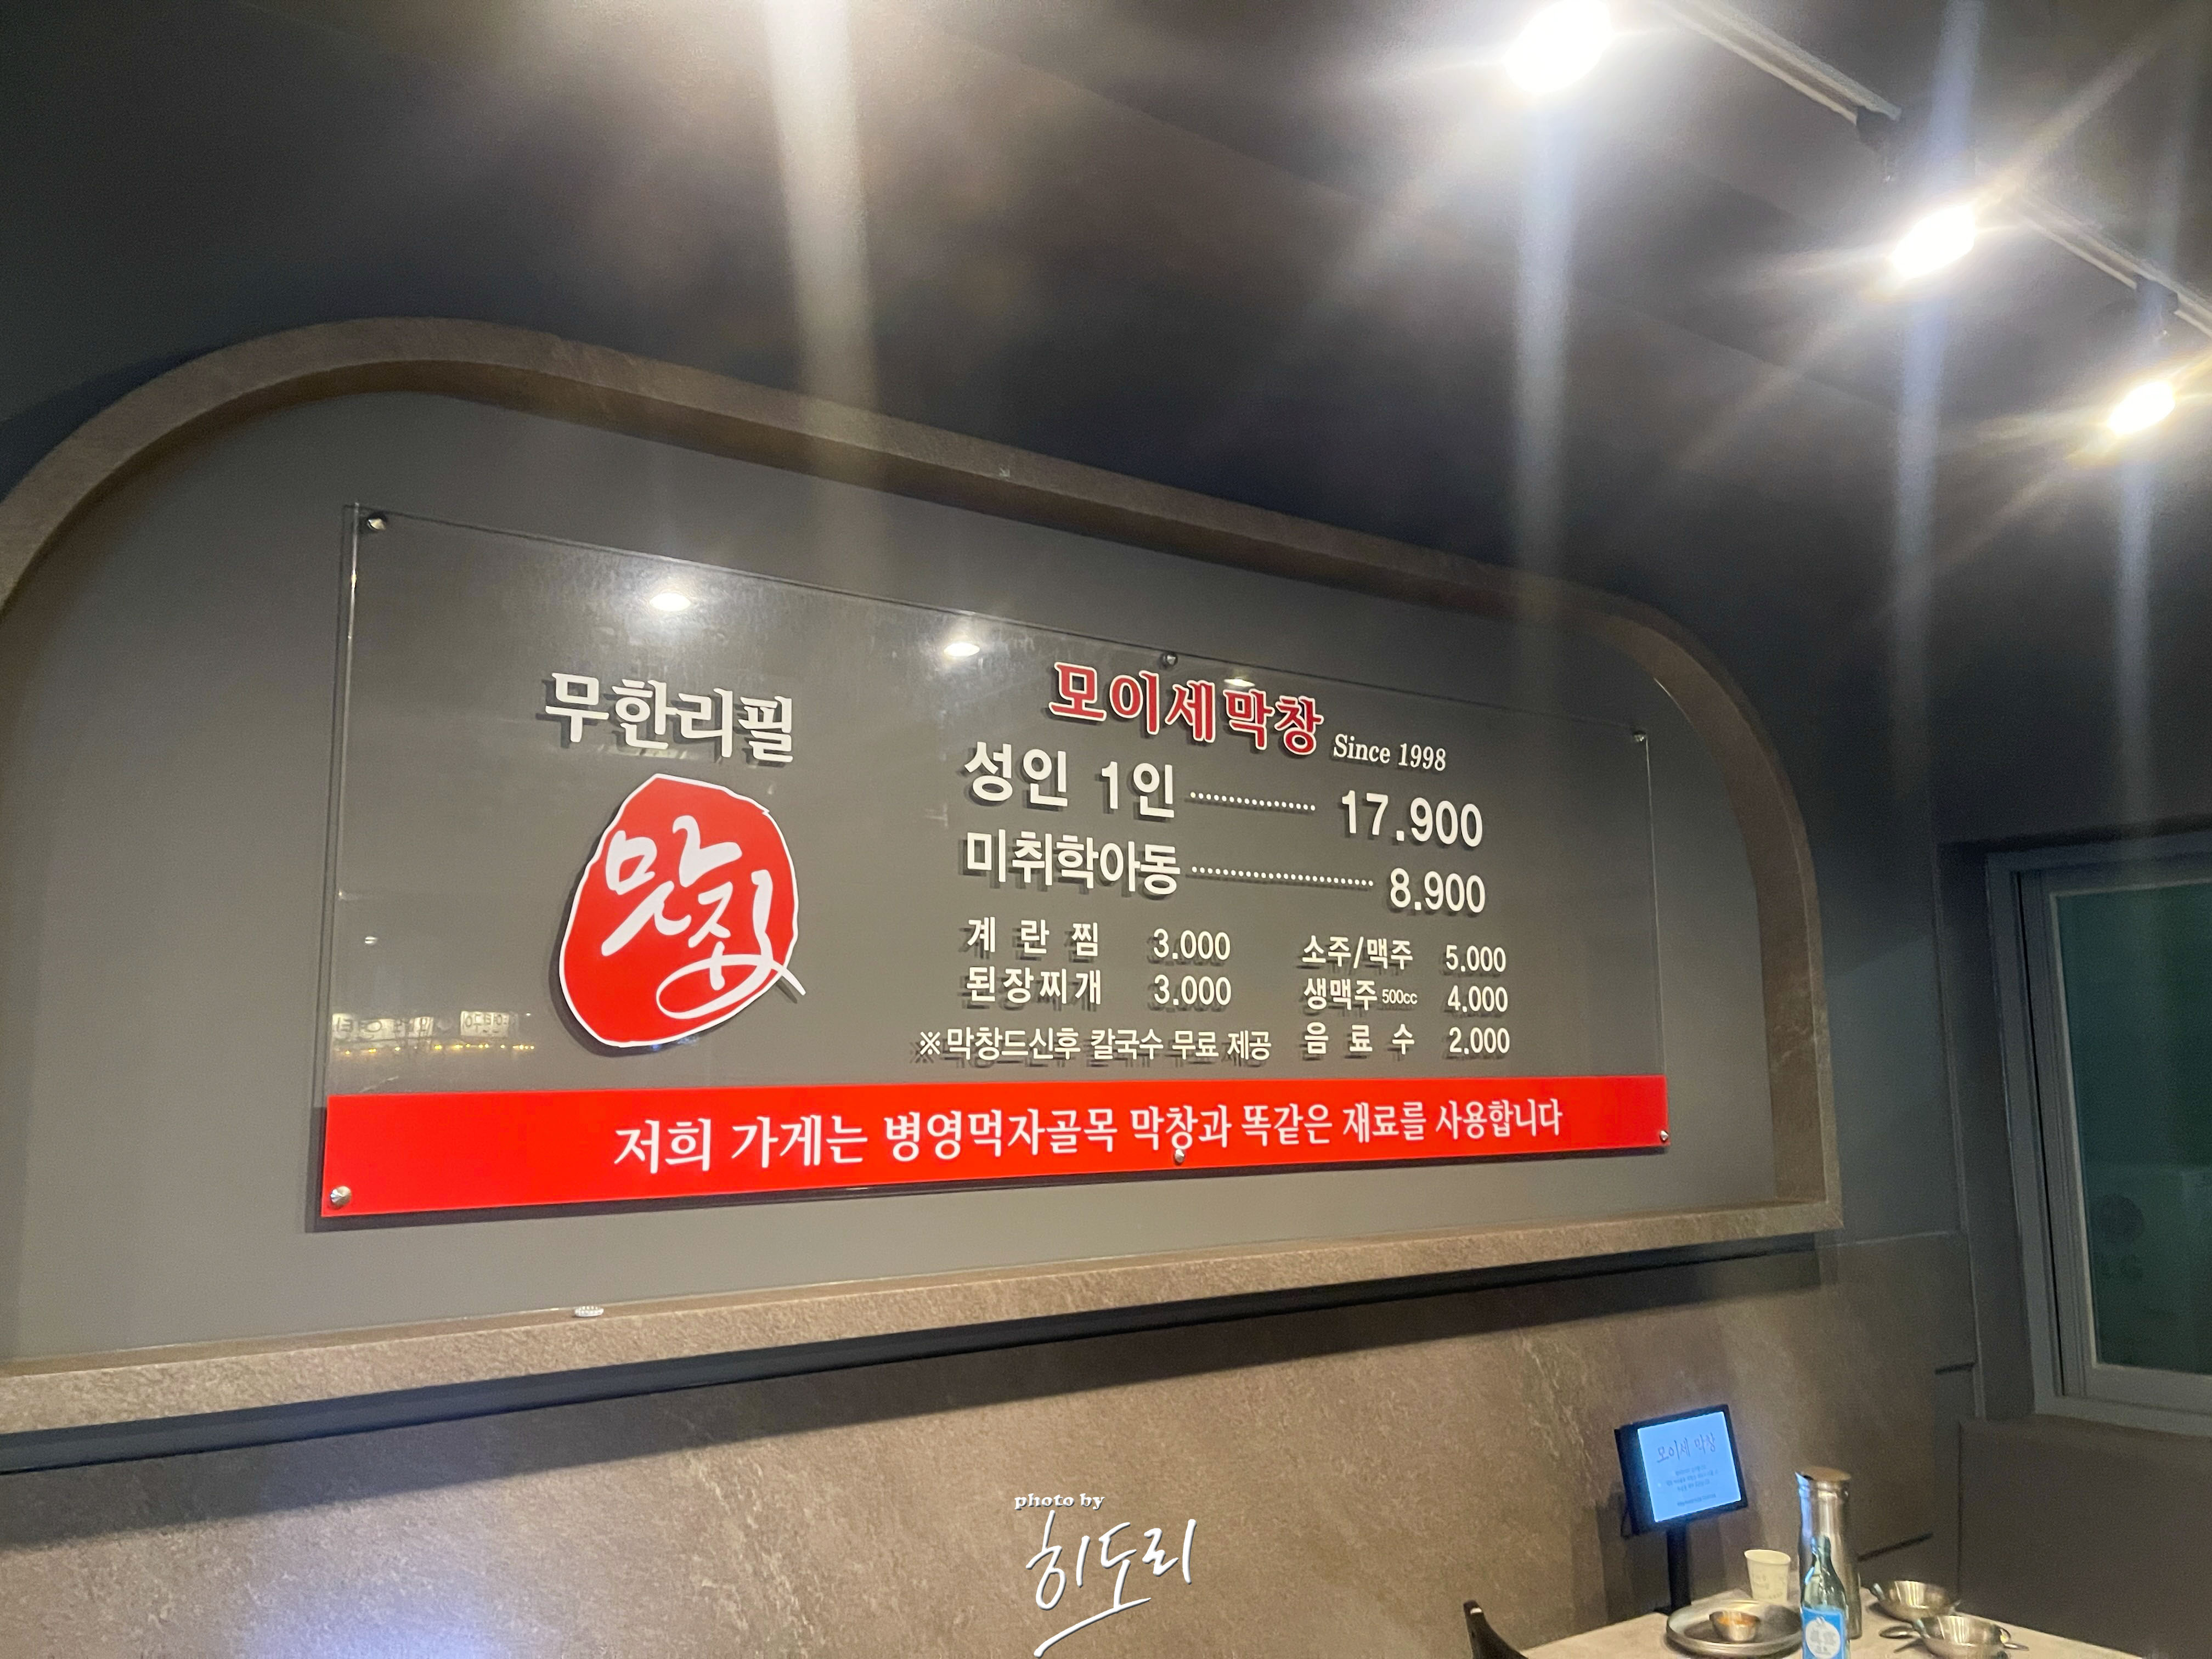 무한리필
맛집
모이세막창 Since 1998
성인 1인 17.900
미취학아동 8.900
계란찜 3.000
된장찌개 3.000
※막창드신후 칼국수 무료 제공
소주/맥주 5.000
생맥주 500cc 4.000
음료수 2.000
저희 가게는 병영먹자골목 막창과 똑같은 재료를 사용합니다
모이세 막창
photo by
히도리